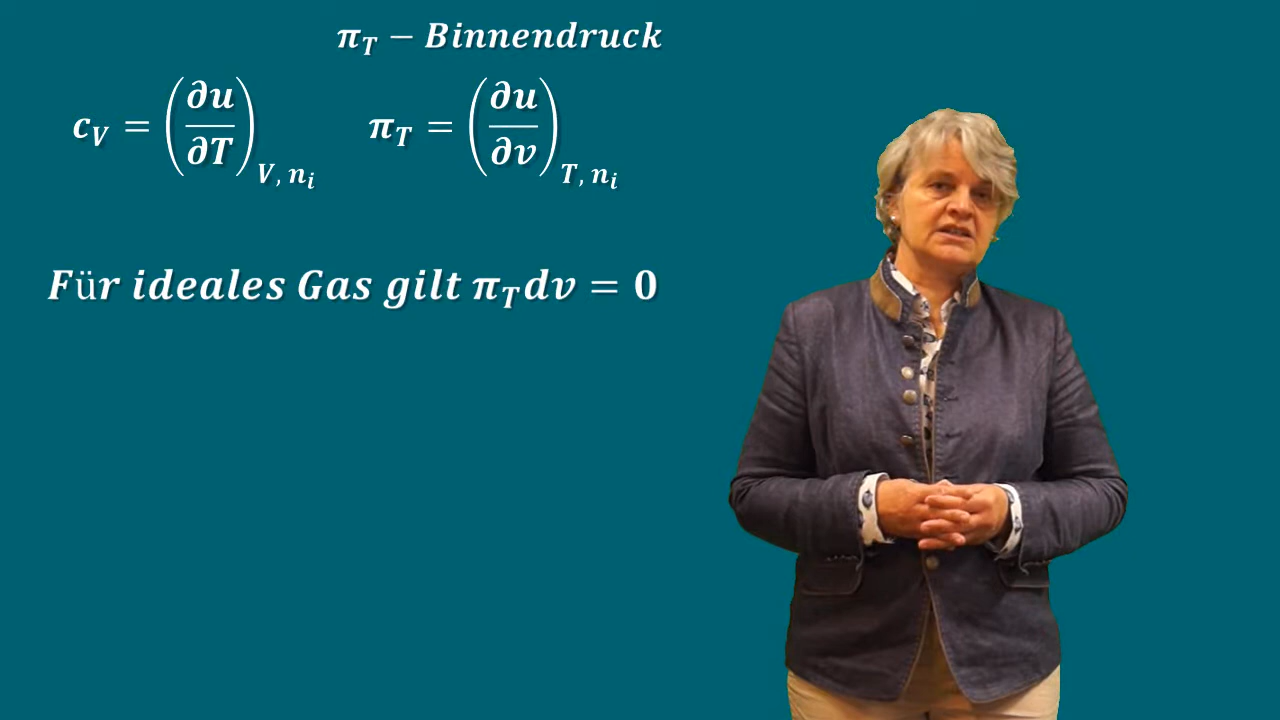 π_T − Binnendruck
c_V = (∂u/∂T)_{V, n_i} π_T = (∂u/∂v)_{T, n_i}
Für ideales Gas gilt π_T dv = 0